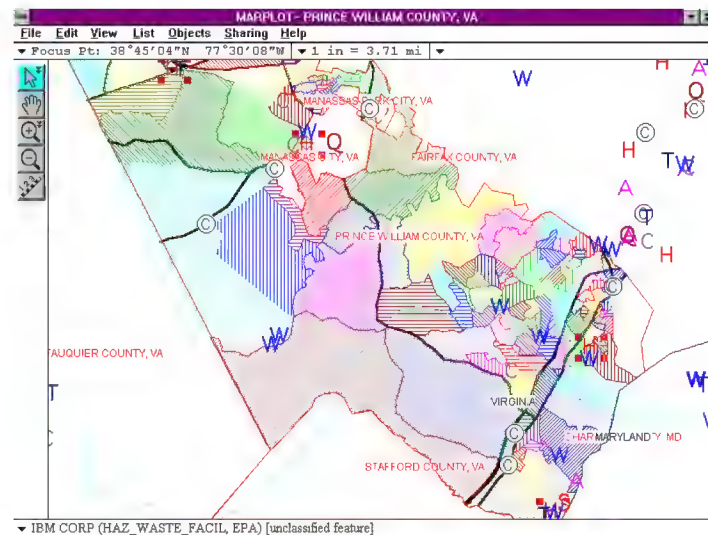 MARPLOT- PRINCE WILLIAM COUNTY, VA
File Edit View List Objects Sharing Help
Focus Pt: 38°45'04"N 77°30'08"W 1 in = 3.71 mi
W
H
A
Q
MANASSAS PARK CITY, VA
C
C
W
Q
C
H
MANASSAS CITY, VA
FAIRFAX COUNTY, VA
T W
C
A
C
C
T
PRINCE WILLIAM COUNTY, VA
W W
C
H
C
W
W
W W
H
W
FAUQUIER COUNTY, VA
W
T
VIRGINIA
C
C
MARYLAND
MD
W
STAFFORD COUNTY, VA
C
A
T W
S
IBM CORP (HAZ_WASTE_FACIL, EPA) [unclassified feature]